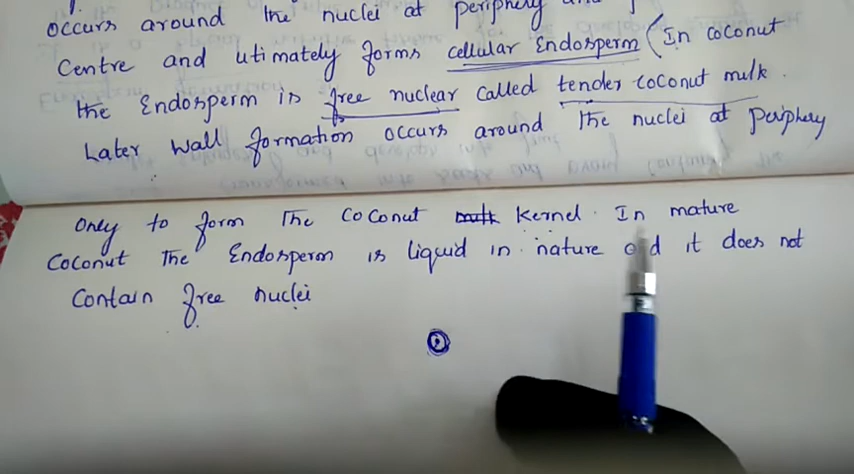 occurs around the nuclei at periphery
Centre and utimately forms cellular Endosperm (In coconut
the Endosperm is free nuclear called tender coconut milk.
Later wall formation occurs around the nuclei at periphery
Only to form the coconut kernel. In mature
coconut the Endosperm is liquid in nature and it does not
contain free nuclei